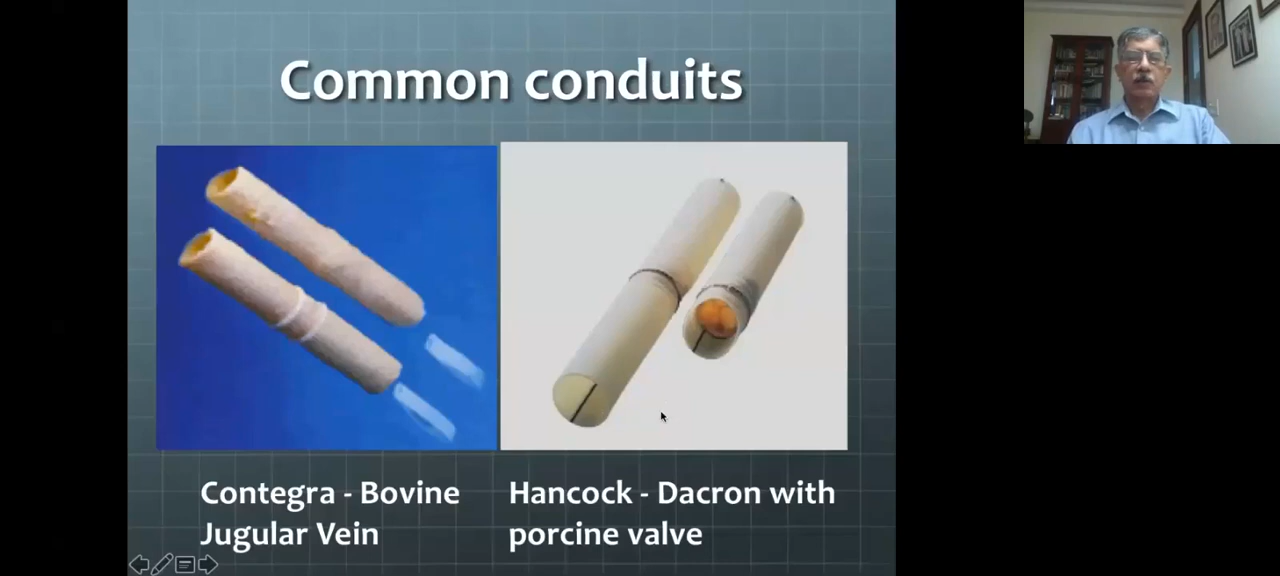 Common conduits
Contegra - Bovine
Jugular Vein
Hancock - Dacron with
porcine valve